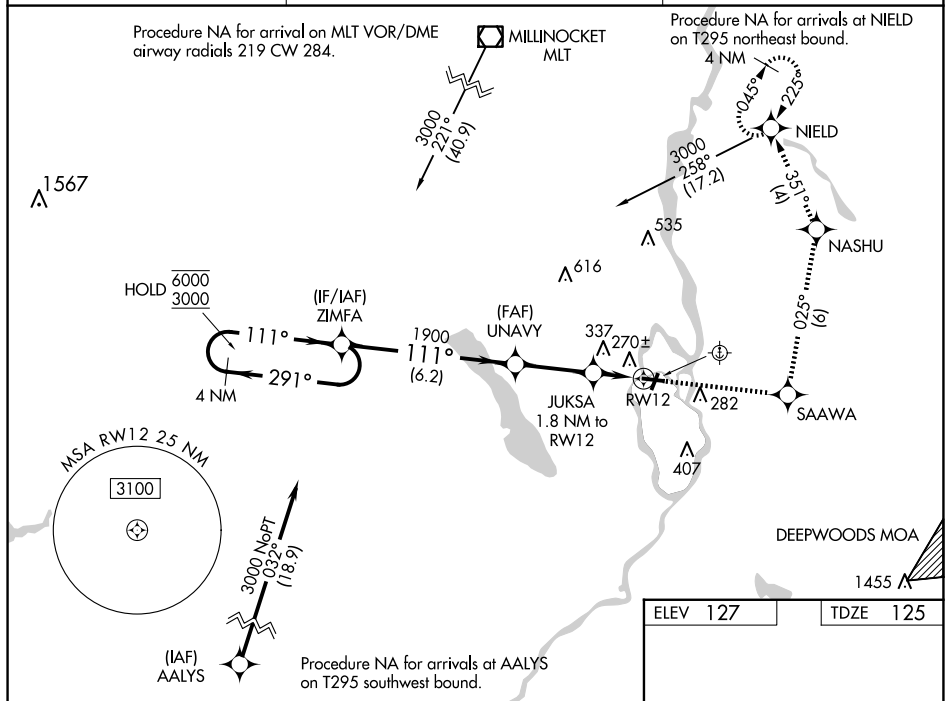 Procedure NA for arrival on MLT VOR/DME
airway radials 219 CW 284.
MILLINOCKET
MLT
Procedure NA for arrivals at NIELD
on T295 northeast bound.
4 NM
045°
225°
NIELD
3000
221°
(40.9)
3000
258°
(17.2)
351°
(4)
NASHU
1567
535
616
HOLD
6000
3000
(IF/IAF)
ZIMFA
(FAF)
UNAVY
025°
(6)
111°
291°
4 NM
1900
111°
(6.2)
337
270±
JUKSA
1.8 NM to
RW12
RW12
282
SAAWA
407
MSA RW12 25 NM
3100
3000 NoPT
032°
(18.9)
(IAF)
AALYS
Procedure NA for arrivals at AALYS
on T295 southwest bound.
DEEPWOODS MOA
1455
ELEV 127
TDZE 125